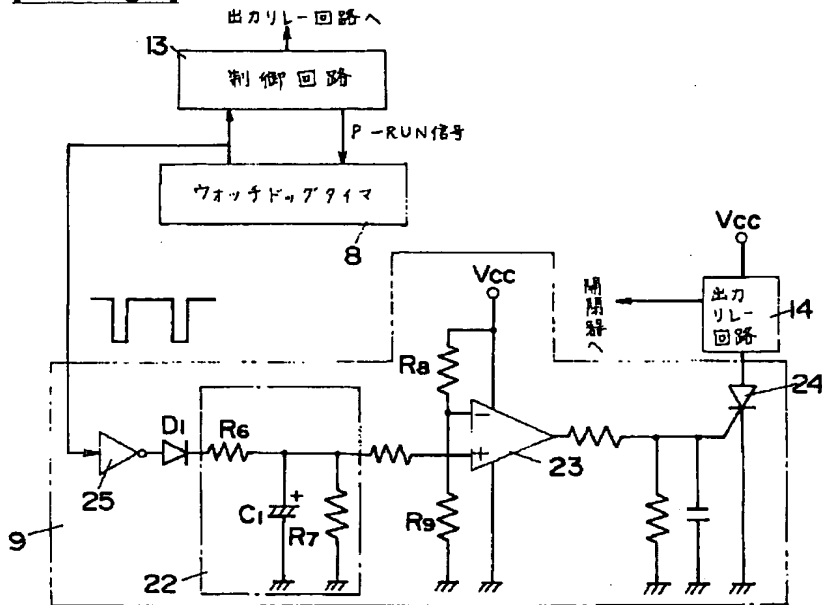 出力リレー回路へ
13
制御回路
P-RUN信号
ウォッチドッグタイマ
8
Vcc
開閉器へ
出力
リレー
回路
14
24
Vcc
R8
D1
R6
C1
+
R7
25
−
+
23
R9
9
22